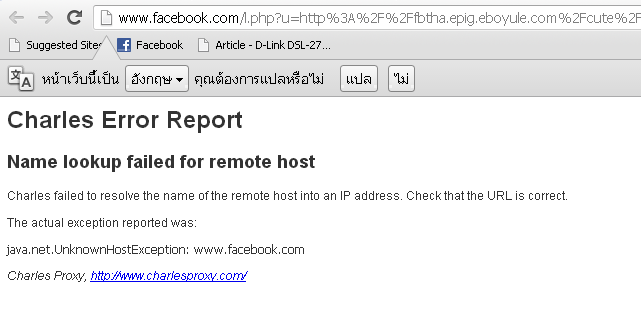 www.facebook.com/l.php?u=http%3A%2F%2Ffbtha.epig.eboyule.com%2Fcute%2F
Suggested Sites Facebook Article - D-Link DSL-27...
หน้าเว็บนี้เป็น อังกฤษ คุณต้องการแปลหรือไม่ แปล ไม่
Charles Error Report
Name lookup failed for remote host
Charles failed to resolve the name of the remote host into an IP address. Check that the URL is correct.
The actual exception reported was:
java.net.UnknownHostException: www.facebook.com
Charles Proxy, http://www.charlesproxy.com/